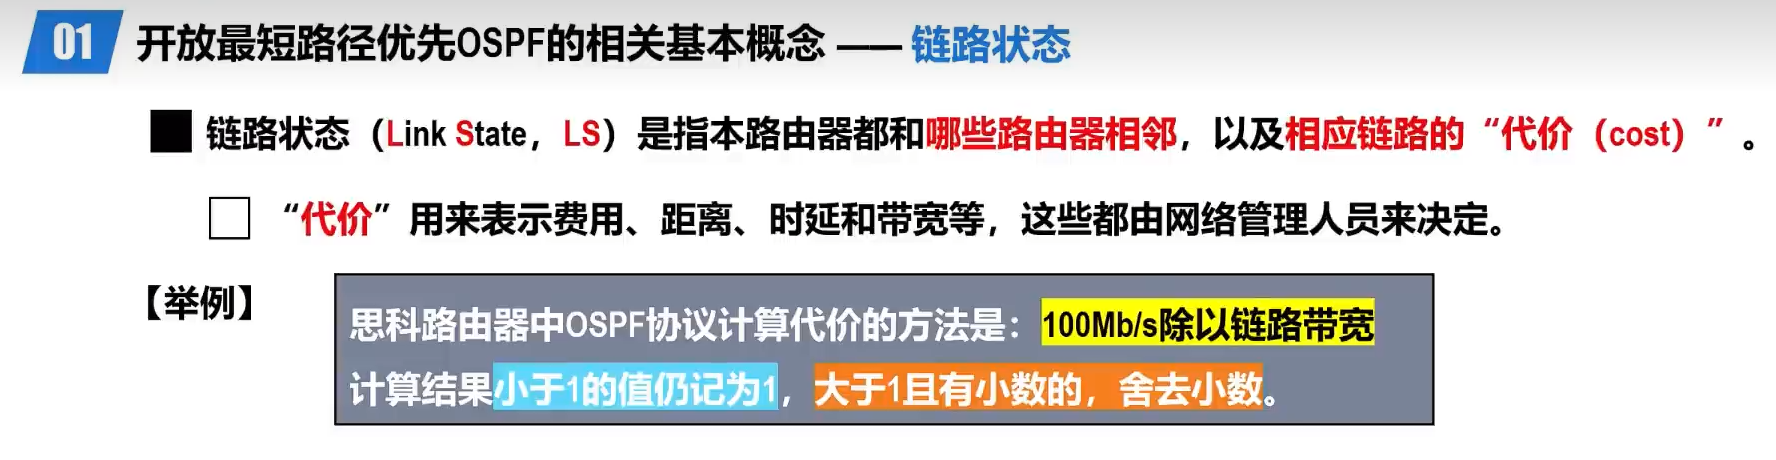 01 开放最短路径优先OSPF的相关基本概念 —— 链路状态
链路状态（Link State，LS）是指本路由器都和哪些路由器相邻，以及相应链路的“代价（cost）”。
“代价”用来表示费用、距离、时延和带宽等，这些都由网络管理人员来决定。
【举例】
思科路由器中OSPF协议计算代价的方法是：100Mb/s除以链路带宽
计算结果小于1的值仍记为1，大于1且有小数的，舍去小数。